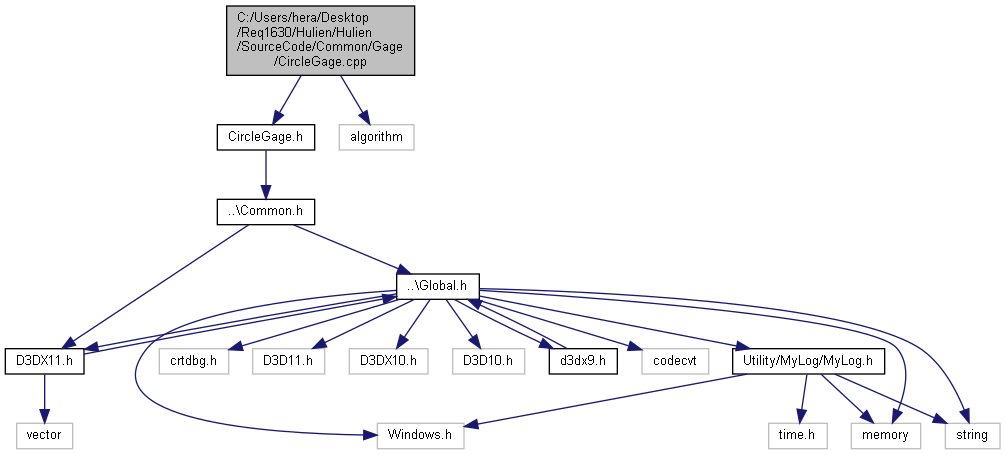 C:/Users/hera/Desktop
/Req1630/Hulien/Hulien
/SourceCode/Common/Gage
/CircleGage.cpp
CircleGage.h
algorithm
..\Common.h
..\Global.h
D3DX11.h
crtdbg.h
D3D11.h
D3DX10.h
D3D10.h
d3dx9.h
codecvt
Utility/MyLog/MyLog.h
vector
Windows.h
time.h
memory
string